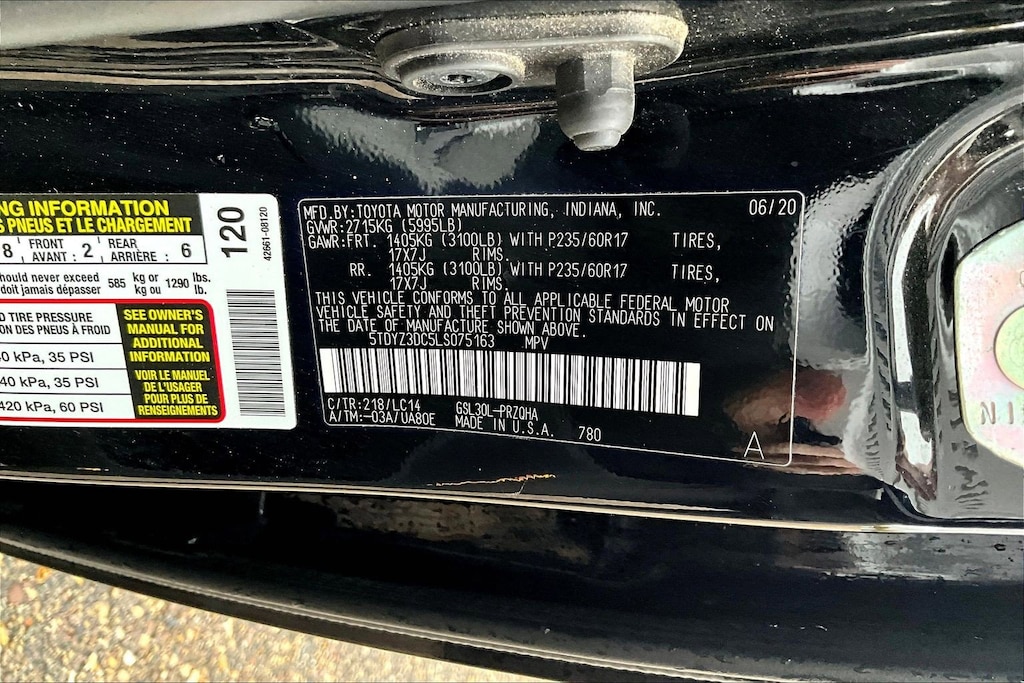 NG INFORMATION
S PNEUS ET LE CHARGEMENT
8 FRONT AVANT : 2 REAR ARRIÈRE : 6
hould never exceed 585 kg or 1290 lbs.
doit jamais dépasser kg ou lb.
D TIRE PRESSURE
ON DES PNEUS À FROID
0 kPa, 35 PSI
40 kPa, 35 PSI
420 kPa, 60 PSI
SEE OWNER'S
MANUAL FOR
ADDITIONAL
INFORMATION
VOIR LE MANUEL
DE L'USAGER
POUR PLUS DE
RENSEIGNEMENTS
120
42661-08120
MFD.BY:TOYOTA MOTOR MANUFACTURING, INDIANA, INC. 06/20
GVWR:2715KG (5995LB)
GAWR:FRT. 1405KG (3100LB) WITH P235/60R17 TIRES,
17X7J RIMS.
RR. 1405KG (3100LB) WITH P235/60R17 TIRES,
17X7J RIMS.
THIS VEHICLE CONFORMS TO ALL APPLICABLE FEDERAL MOTOR
VEHICLE SAFETY AND THEFT PREVENTION STANDARDS IN EFFECT ON
THE DATE OF MANUFACTURE SHOWN ABOVE.
5TDYZ3DC5LS075163 MPV
C/TR:218/LC14 GSL30L-PRZQHA
A/TM:-03A/UA80E MADE IN U.S.A. 780
A